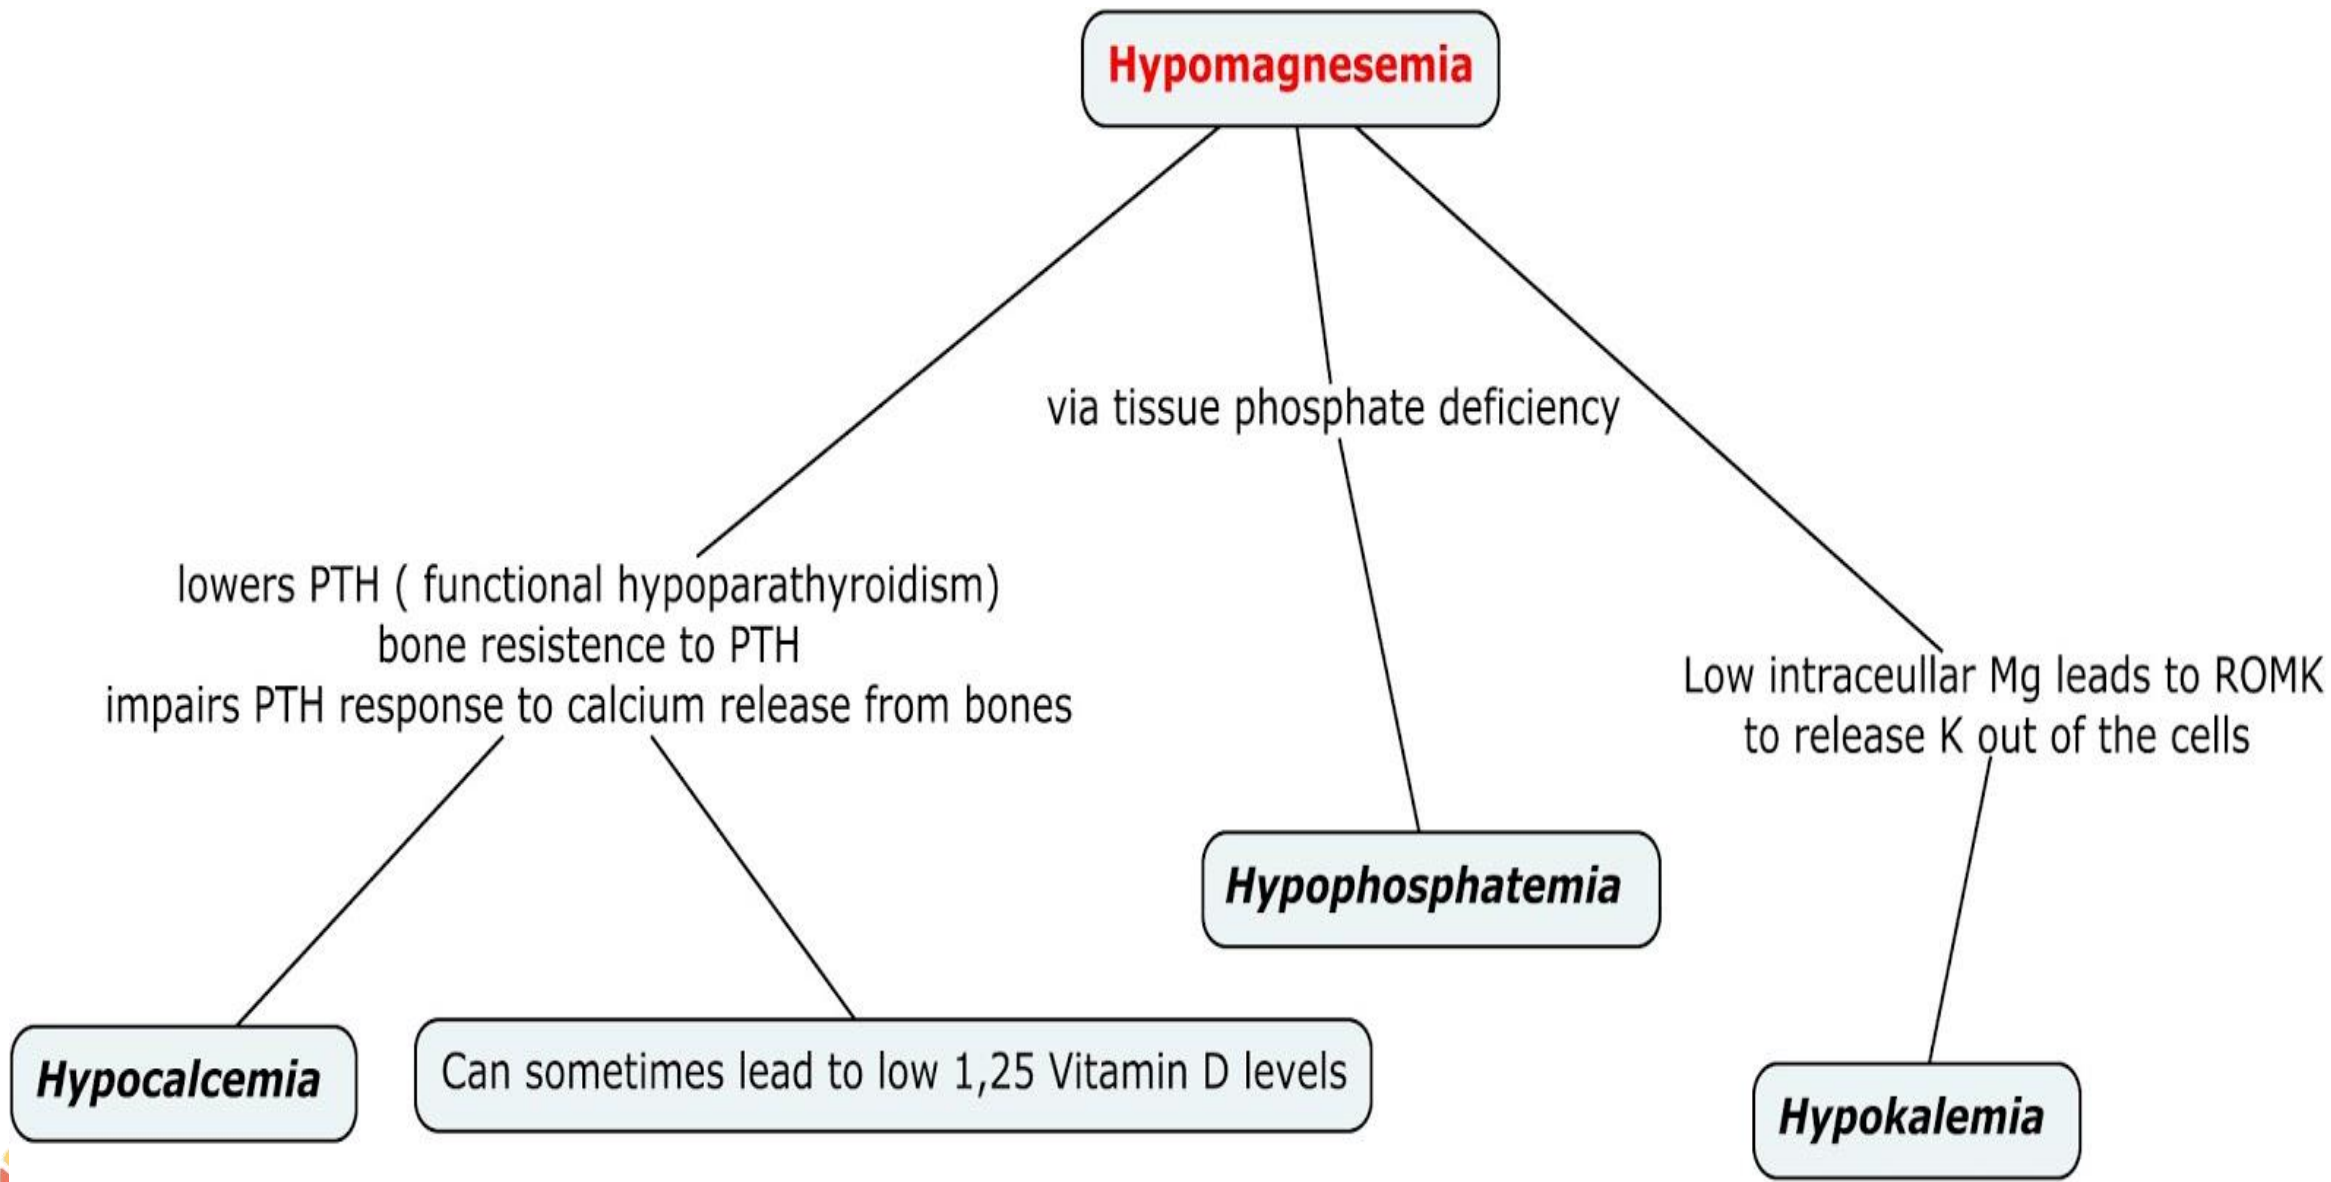 Hypomagnesemia
via tissue phosphate deficiency
lowers PTH ( functional hypoparathyroidism)
bone resistence to PTH
impairs PTH response to calcium release from bones
Low intraceullar Mg leads to ROMK
to release K out of the cells
Hypophosphatemia
Hypocalcemia
Can sometimes lead to low 1,25 Vitamin D levels
Hypokalemia